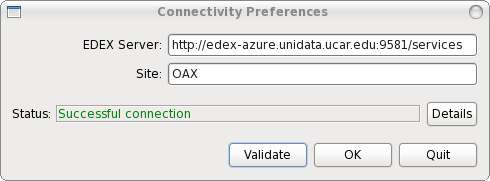 Connectivity Preferences
EDEX Server: http://edex-azure.unidata.ucar.edu:9581/services
Site: OAX
Status: Successful connection Details
Validate OK Quit